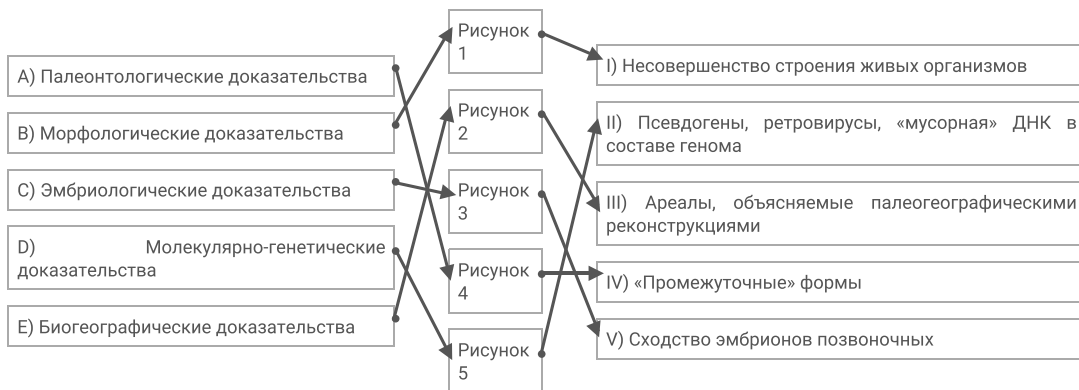 A) Палеонтологические доказательства
B) Морфологические доказательства
C) Эмбриологические доказательства
D) Молекулярно-генетические
доказательства
E) Биогеографические доказательства
Рисунок
1
Рисунок
2
Рисунок
3
Рисунок
4
Рисунок
5
I) Несовершенство строения живых организмов
II) Псевдогены, ретровирусы, «мусорная» ДНК в
составе генома
III) Ареалы, объясняемые палеогеографическими
реконструкциями
IV) «Промежуточные» формы
V) Сходство эмбрионов позвоночных